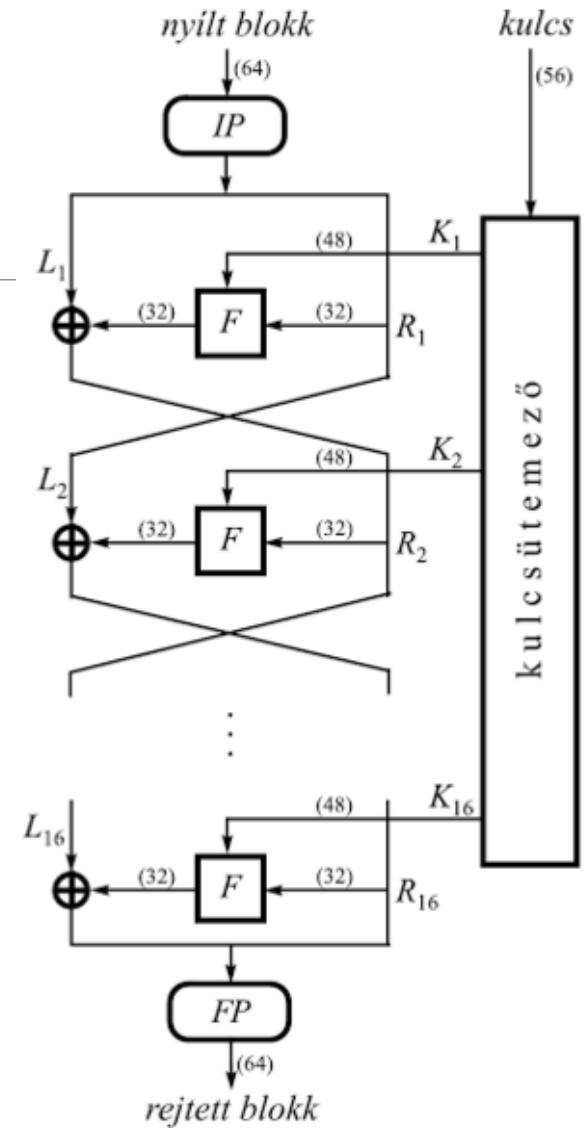 nyílt blokk kulcs
(64) (56)
IP
(48) K₁
L₁ (32) F (32) R₁
(48) K₂
L₂ (32) F (32) R₂
kulcsütemező
⋮
(48) K₁₆
L₁₆ (32) F (32) R₁₆
FP
(64)
rejtett blokk